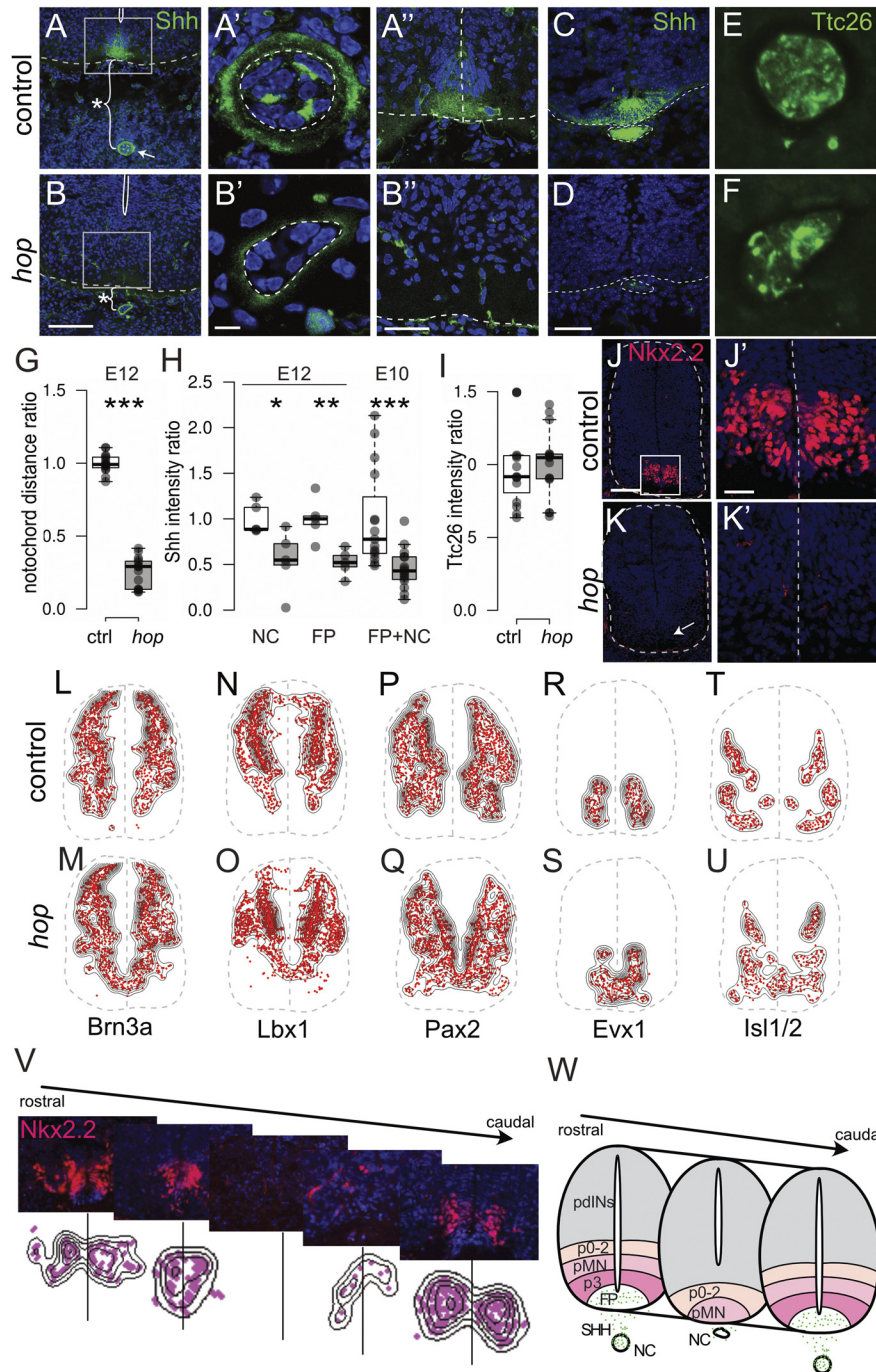 A Shh A' A'' C Shh E Ttc26
control
*
B B' B'' D F
hop
*
G H I J Nkx2.2 J'
E12 E12 E10
*** * ** ***
notochord distance ratio
1.5
1.0
0.5
0.0
ctrl hop
Shh intensity ratio
2.5
2.0
1.5
1.0
0.5
0.0
NC FP FP+NC
Ttc26 intensity ratio
1.5
0
5
1.0
ctrl hop
control
K K'
hop
L N P R T
control
M O Q S U
hop
Brn3a Lbx1 Pax2 Evx1 Isl1/2
V W
rostral
caudal
Nkx2.2
rostral
cauda
pdINs
p0-2
pMN
p3
FP
SHH
NC
p0-2
pMN
NC